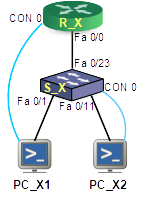 CON 0
R_X
Fa 0/0
Fa 0/23
S_X
CON 0
Fa 0/1
Fa 0/11
PC_X1
PC_X2